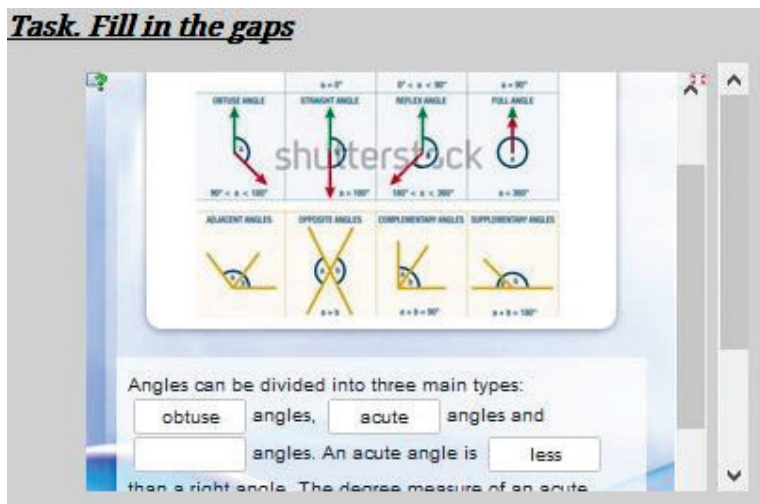 Task. Fill in the gaps
a=0° 0°< a < 90° a=90°
OBTUSE ANGLE STRAIGHT ANGLE REFLEX ANGLE FULL ANGLE
shutterstock
90°< a < 180° a=180° 180°< a < 360° a=360°
ADJACENT ANGLES OPPOSITE ANGLES COMPLEMENTARY ANGLES SUPPLEMENTARY ANGLES
a=b a+b=90° a+b=180°
Angles can be divided into three main types:
obtuse angles, acute angles and
angles. An acute angle is less
than a right angle. The degree measure of an acute